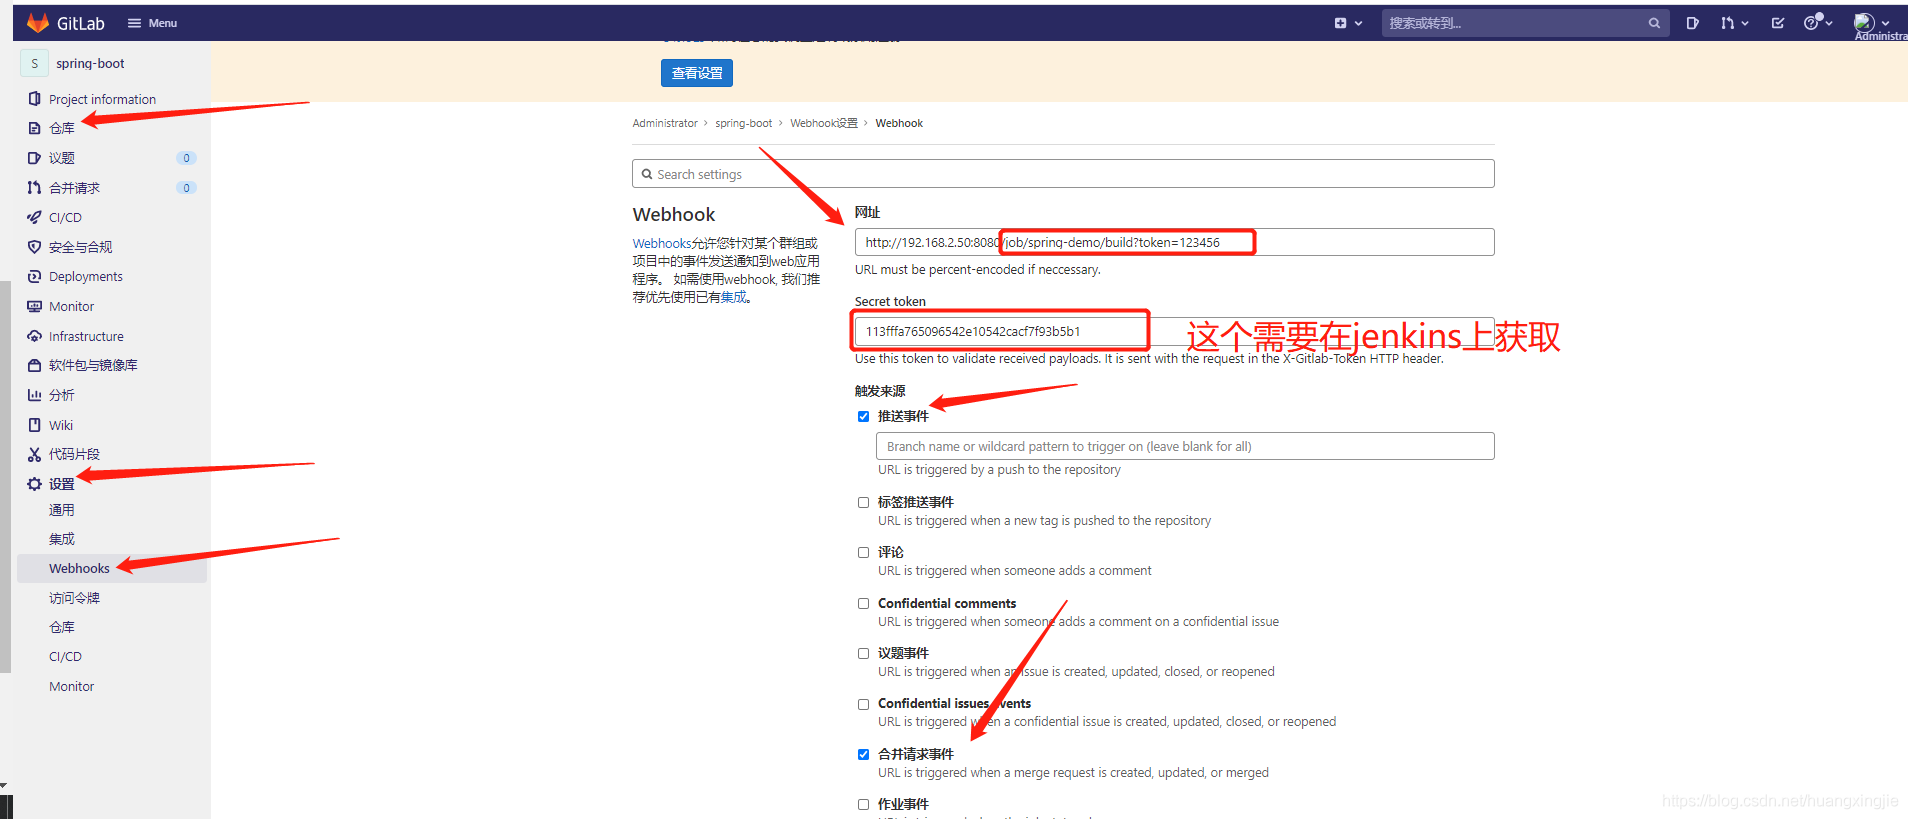 GitLab
Menu
搜索或转到...
Administra
S
spring-boot
查看设置
Project information
仓库
议题
0
合并请求
0
CI/CD
安全与合规
Deployments
Monitor
Infrastructure
软件包与镜像库
分析
Wiki
代码片段
设置
通用
集成
Webhooks
访问令牌
仓库
CI/CD
Monitor
Administrator › spring-boot › Webhook设置 › Webhook
Search settings
Webhook
Webhooks允许您针对某个群组或
项目中的事件发送通知到web应用
程序。 如需使用webhook, 我们推
荐优先使用已有集成。
网址
http://192.168.2.50:8080/job/spring-demo/build?token=123456
URL must be percent-encoded if neccessary.
Secret token
113fffa765096542e10542cacf7f93b5b1
这个需要在jenkins上获取
Use this token to validate received payloads. It is sent with the request in the X-Gitlab-Token HTTP header.
触发来源
推送事件
Branch name or wildcard pattern to trigger on (leave blank for all)
URL is triggered by a push to the repository
标签推送事件
URL is triggered when a new tag is pushed to the repository
评论
URL is triggered when someone adds a comment
Confidential comments
URL is triggered when someone adds a comment on a confidential issue
议题事件
URL is triggered when an issue is created, updated, closed, or reopened
Confidential issues events
URL is triggered when a confidential issue is created, updated, closed, or reopened
合并请求事件
URL is triggered when a merge request is created, updated, or merged
作业事件
https://blog.csdn.net/huangxingjie